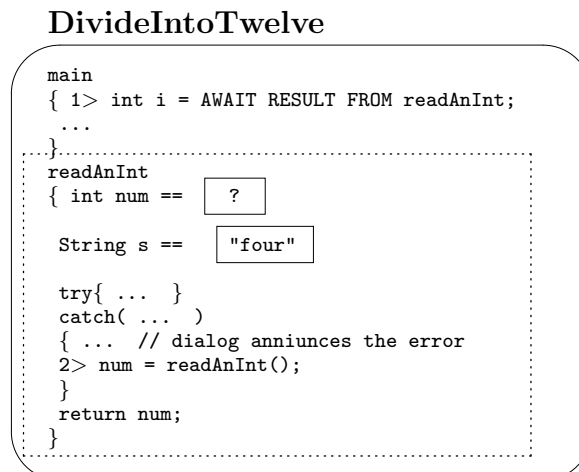 DivideIntoTwelve
main
{ 1> int i = AWAIT RESULT FROM readAnInt;
...
}
readAnInt
{ int num == ?
String s == "four"
try{ ... }
catch( ... )
{ ... // dialog anniunces the error
2> num = readAnInt();
}
return num;
}